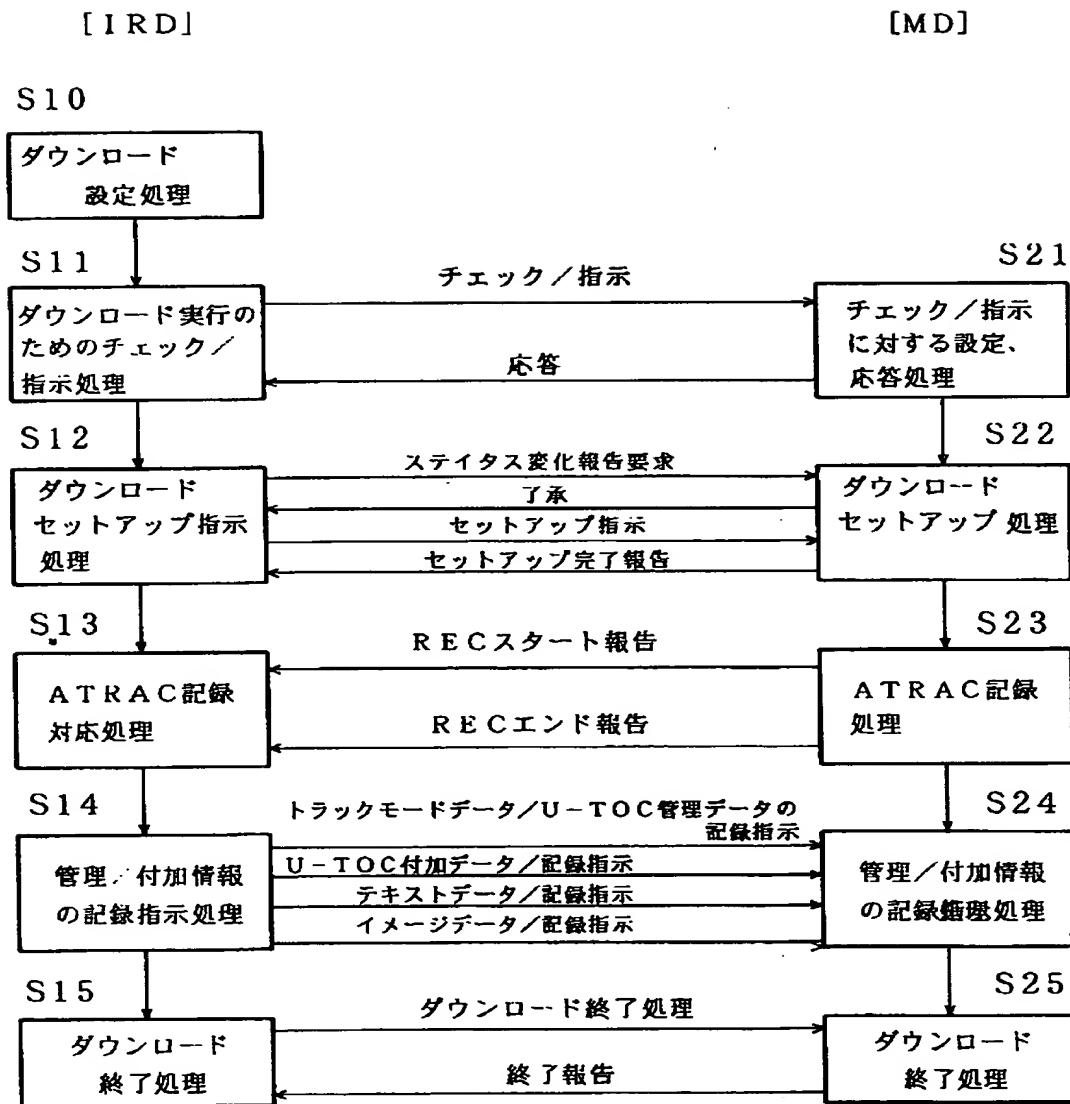 [IRD]
[MD]
S10
ダウンロード
設定処理
S11
S21
チェック／指示
ダウンロード実行の
ためのチェック／
指示処理
チェック／指示
に対する設定、
応答処理
応答
S12
S22
ステイタス変化報告要求
了承
セットアップ指示
セットアップ完了報告
ダウンロード
セットアップ指示
処理
ダウンロード
セットアップ処理
S13
S23
RECスタート報告
ATRAC記録
対応処理
ATRAC記録
処理
RECエンド報告
S14
S24
トラックモードデータ／U－TOC管理データの
記録指示
U－TOC付加データ／記録指示
テキストデータ／記録指示
イメージデータ／記録指示
管理／付加情報
の記録指示処理
管理／付加情報
の記録処理
S15
S25
ダウンロード終了処理
ダウンロード
終了処理
ダウンロード
終了処理
終了報告